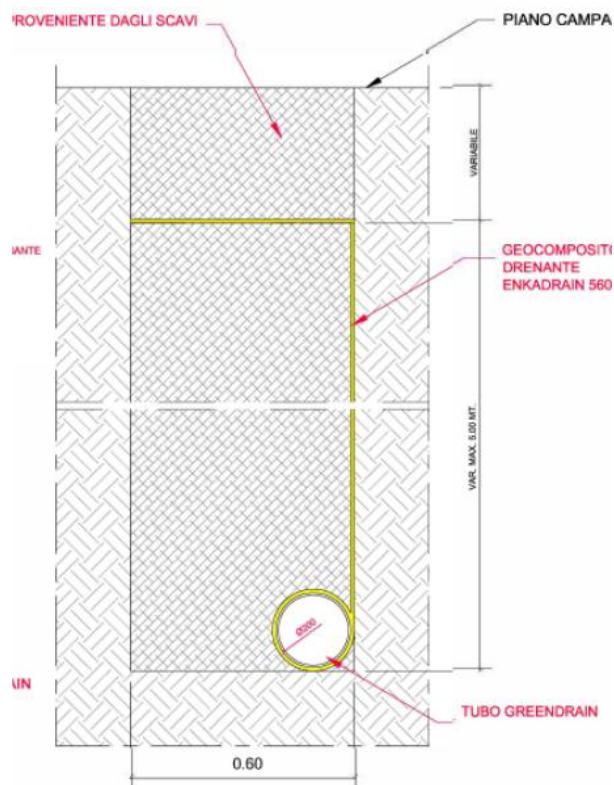 PROVENIENTE DAGLI SCAVI
PIANO CAMPA
VARIABILE
IANTE
GEOCOMPOSITO
DRENANTE
ENKADRAIN 560
VAR. MAX. 5.00 MT.
Ø200
AIN
TUBO GREENDRAIN
0.60